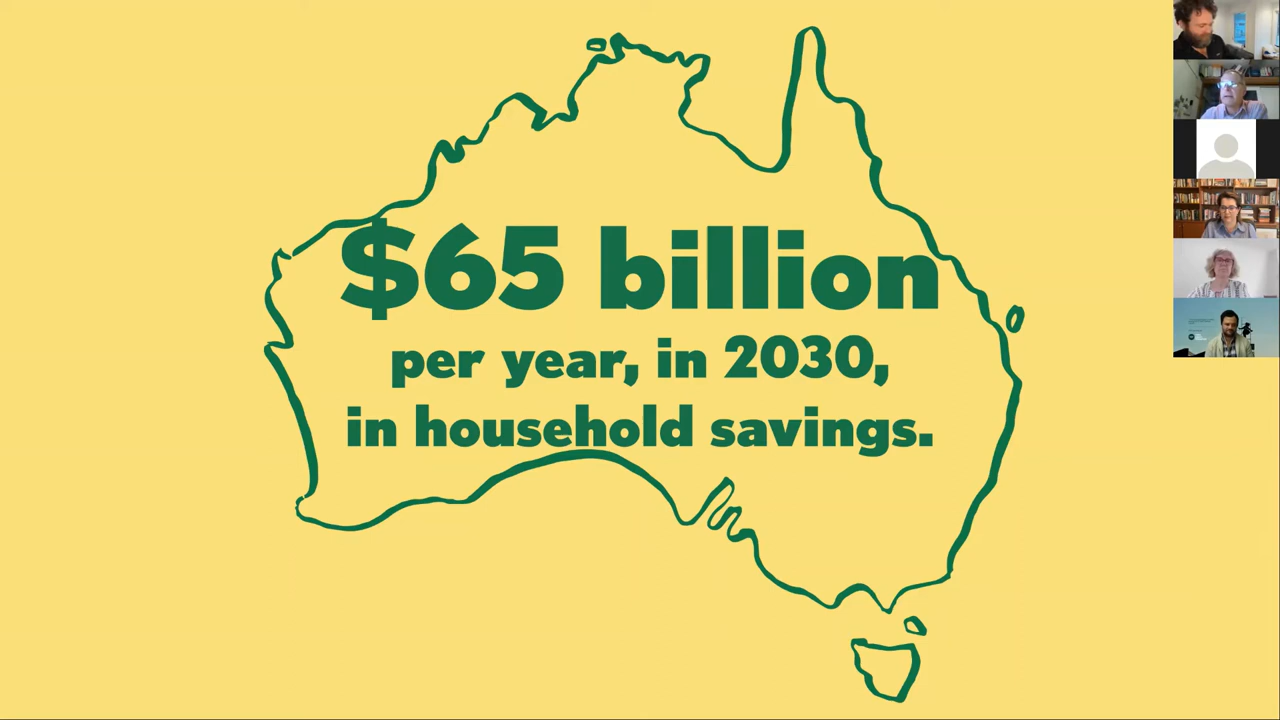 $65 billion
per year, in 2030,
in household savings.